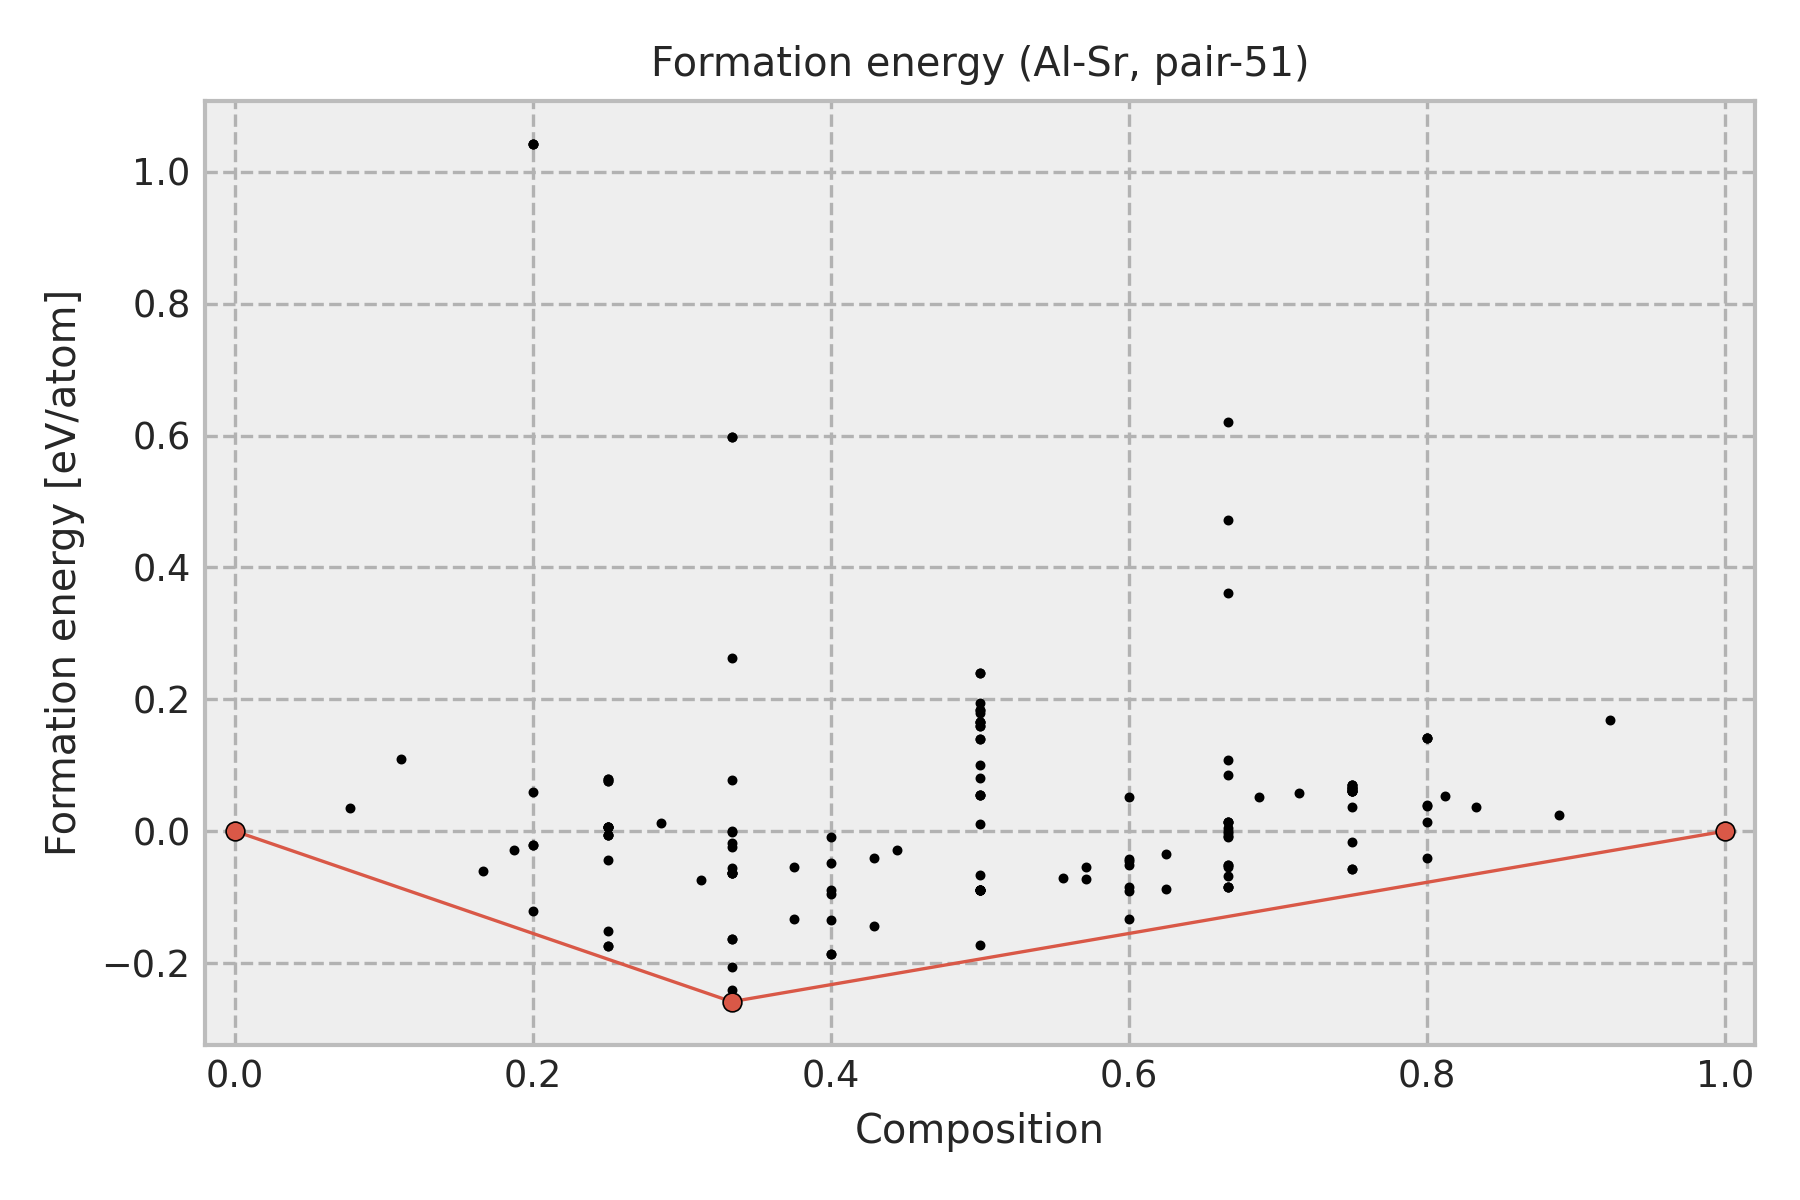 Formation energy (Al-Sr, pair-51)
Formation energy [eV/atom]
1.0
0.8
0.6
0.4
0.2
0.0
−0.2
0.0 0.2 0.4 0.6 0.8 1.0
Composition